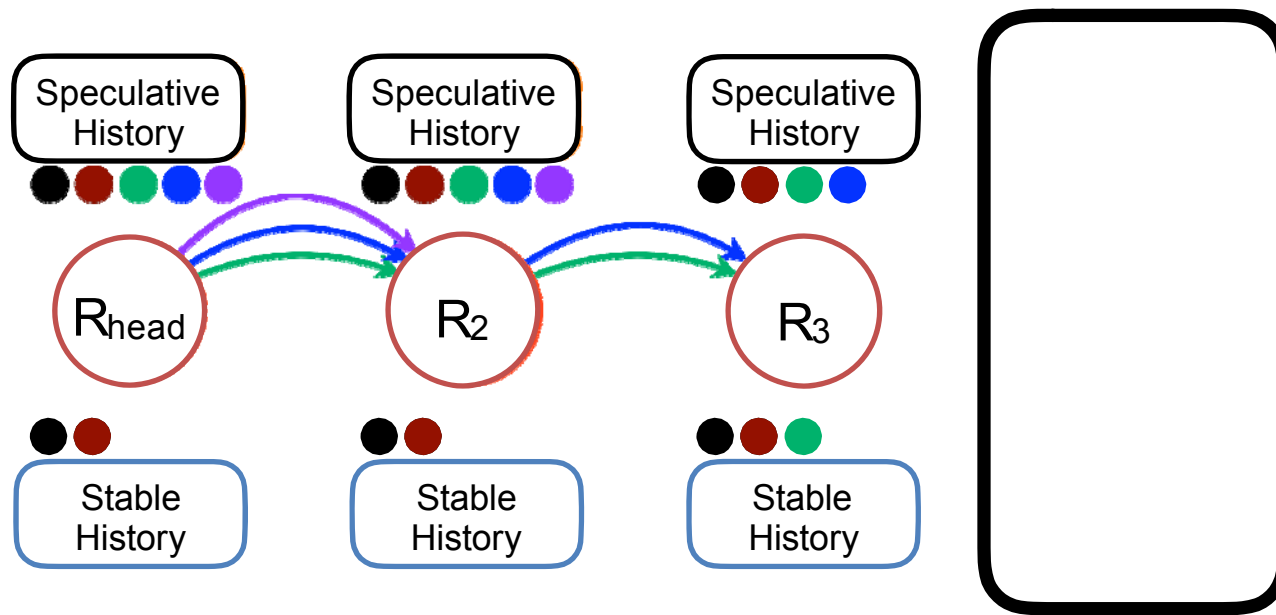 Speculative
History
Speculative
History
Speculative
History
Rhead
R2
R3
Stable
History
Stable
History
Stable
History